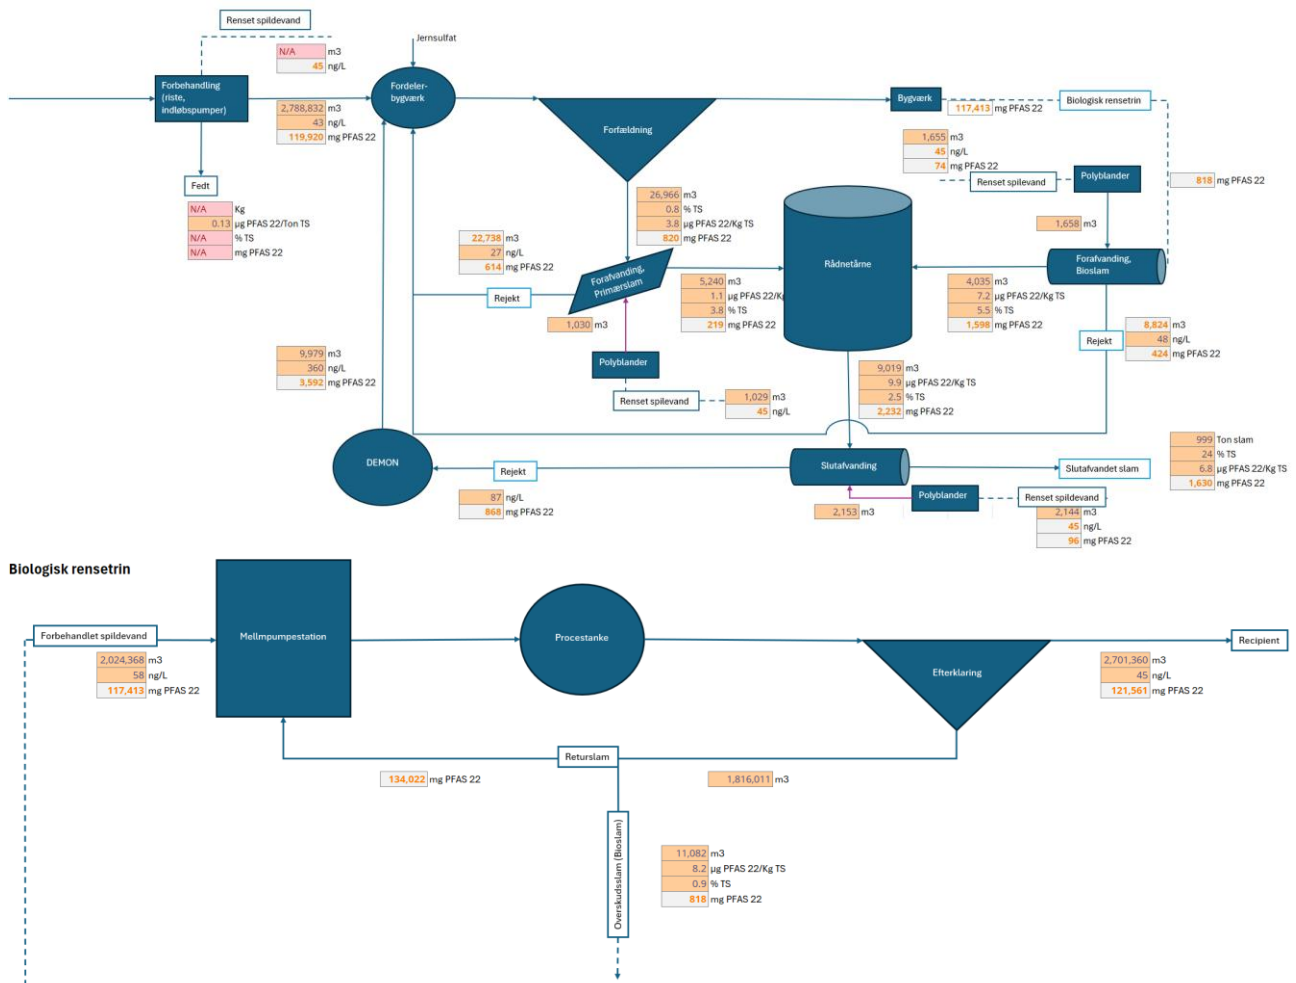 Renset spildevand
N/A m3
45 ng/L
Jernsulfat
Forbehandling
(riste,
indløbspumper)
2,788,832 m3
43 ng/L
119,920 mg PFAS 22
Fordeler-
bygværk
Forfældning
Bygværk
117,413 mg PFAS 22
Biologisk rensetrin
1,655 m3
45 ng/L
74 mg PFAS 22
Renset spilevand
Polyblander
818 mg PFAS 22
1,658 m3
Fedt
N/A Kg
0.13 µg PFAS 22/Ton TS
N/A % TS
N/A mg PFAS 22
26,966 m3
0.8 % TS
3.8 µg PFAS 22/Kg TS
820 mg PFAS 22
22,738 m3
27 ng/L
614 mg PFAS 22
Rejekt
Forafvanding,
Primærslam
5,240 m3
1.1 µg PFAS 22/Kg
3.8 % TS
219 mg PFAS 22
Rådnetårne
Forafvanding,
Bioslam
4,035 m3
7.2 µg PFAS 22/Kg TS
5.5 % TS
1,598 mg PFAS 22
8,824 m3
48 ng/L
424 mg PFAS 22
Rejekt
1,030 m3
Polyblander
Renset spilevand
1,029 m3
45 ng/L
9,979 m3
360 ng/L
3,592 mg PFAS 22
9,019 m3
9.9 µg PFAS 22/Kg TS
2.5 % TS
2,232 mg PFAS 22
DEMON
Rejekt
87 ng/L
868 mg PFAS 22
Slutafvanding
Slutafvandet slam
999 Ton slam
24 % TS
6.8 µg PFAS 22/Kg TS
1,630 mg PFAS 22
2,153 m3
Polyblander
Renset spildevand
2,144 m3
45 ng/L
96 mg PFAS 22
Biologisk rensetrin
Forbehandlet spildevand
2,024,368 m3
58 ng/L
117,413 mg PFAS 22
Mellmpumpestation
Procestanke
Efterklaring
Recipient
2,701,360 m3
45 ng/L
121,561 mg PFAS 22
Returslam
134,022 mg PFAS 22
1,816,011 m3
Overskudsslam (Bioslam)
11,082 m3
8.2 µg PFAS 22/Kg TS
0.9 % TS
818 mg PFAS 22